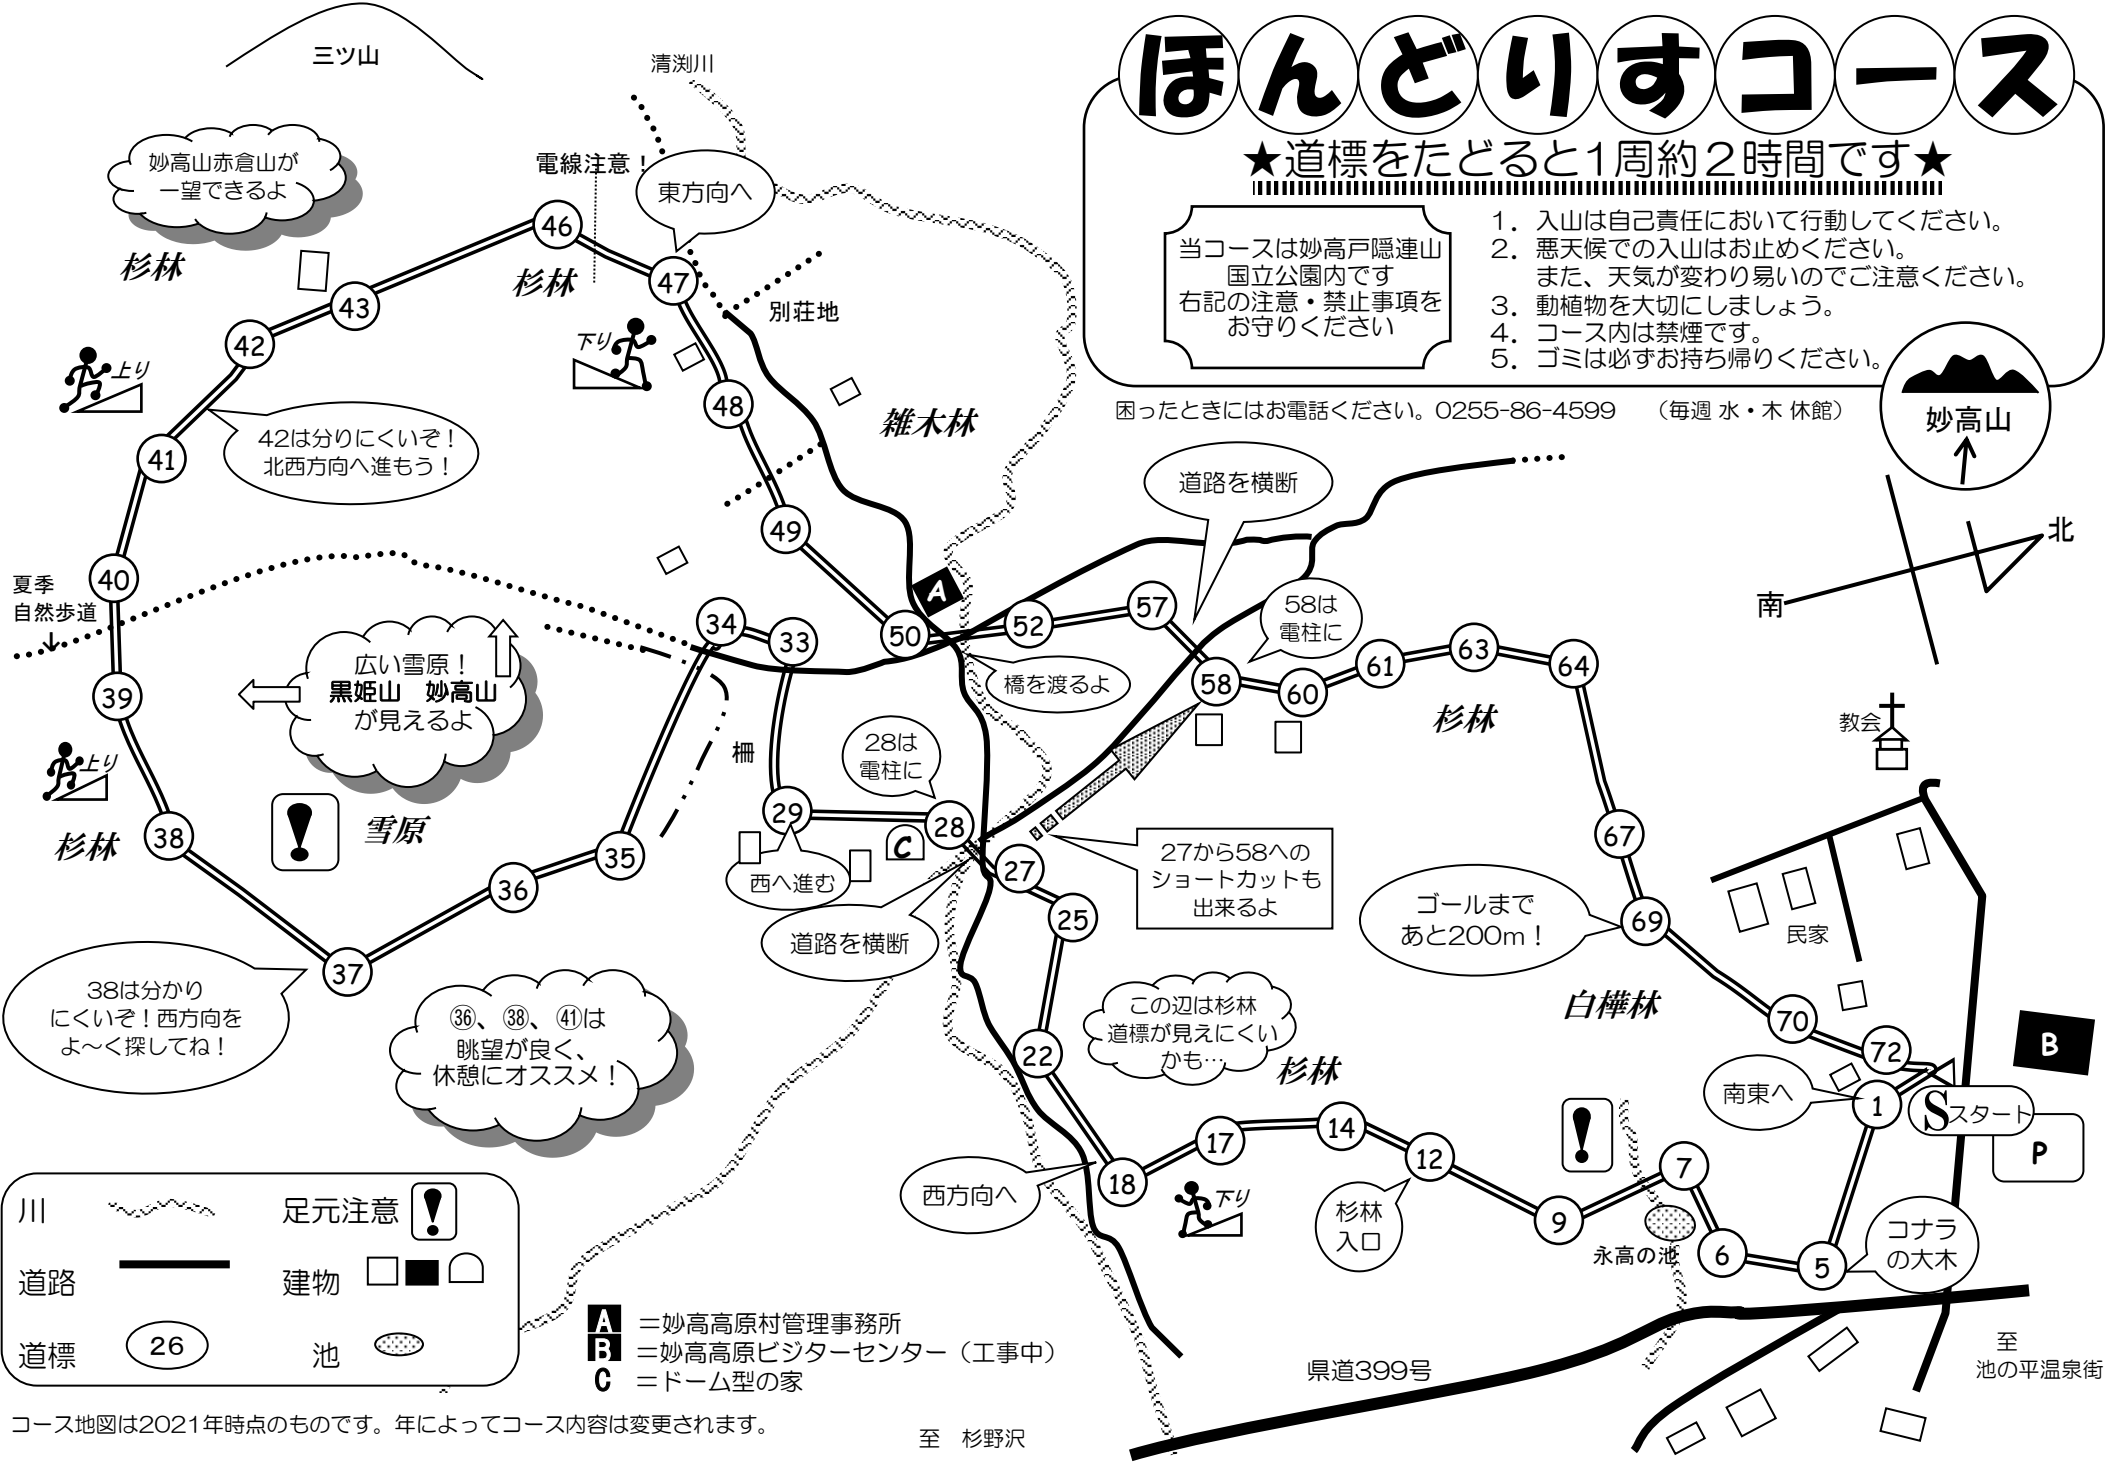 ほんどりすコース
★道標をたどると1周約2時間です★
当コースは妙高戸隠連山
国立公園内です
右記の注意・禁止事項を
お守りください
1. 入山は自己責任において行動してください。
2. 悪天候での入山はお止めください。
また、天気が変わり易いのでご注意ください。
3. 動植物を大切にしましょう。
4. コース内は禁煙です。
5. ゴミは必ずお持ち帰りください。
困ったときにはお電話ください。0255-86-4599 （毎週 水・木 休館）
妙高山
北
南
三ツ山
清渕川
妙高山赤倉山が
一望できるよ
電線注意！
東方向へ
杉林
杉林
46
47
43
42
別荘地
下り
上り
48
雑木林
42は分りにくいぞ！
北西方向へ進もう！
41
49
道路を横断
40
夏季
自然歩道
↓
A
34
33
50
52
57
58は
電柱に
広い雪原！
黒姫山 妙高山
が見えるよ
橋を渡るよ
58
60
61
63
64
杉林
39
柵
28は
電柱に
教会
上り
杉林
38
雪原
29
28
C
27
35
36
西へ進む
27から58への
ショートカットも
出来るよ
67
25
道路を横断
ゴールまで
あと200m！
69
民家
37
38は分かり
にくいぞ！西方向を
よ～く探してね！
㊱、㊳、㊶は
眺望が良く、
休憩にオススメ！
この辺は杉林
道標が見えにくい
かも…
杉林
白樺林
70
72
B
22
南東へ
1
Sスタート
P
18
17
14
12
西方向へ
下り
杉林
入口
9
7
6
5
永高の池
コナラ
の大木
川
足元注意
道路
建物
道標
26
池
A ＝妙高高原村管理事務所
B ＝妙高高原ビジターセンター（工事中）
C ＝ドーム型の家
県道399号
至
池の平温泉街
至 杉野沢
コース地図は2021年時点のものです。年によってコース内容は変更されます。